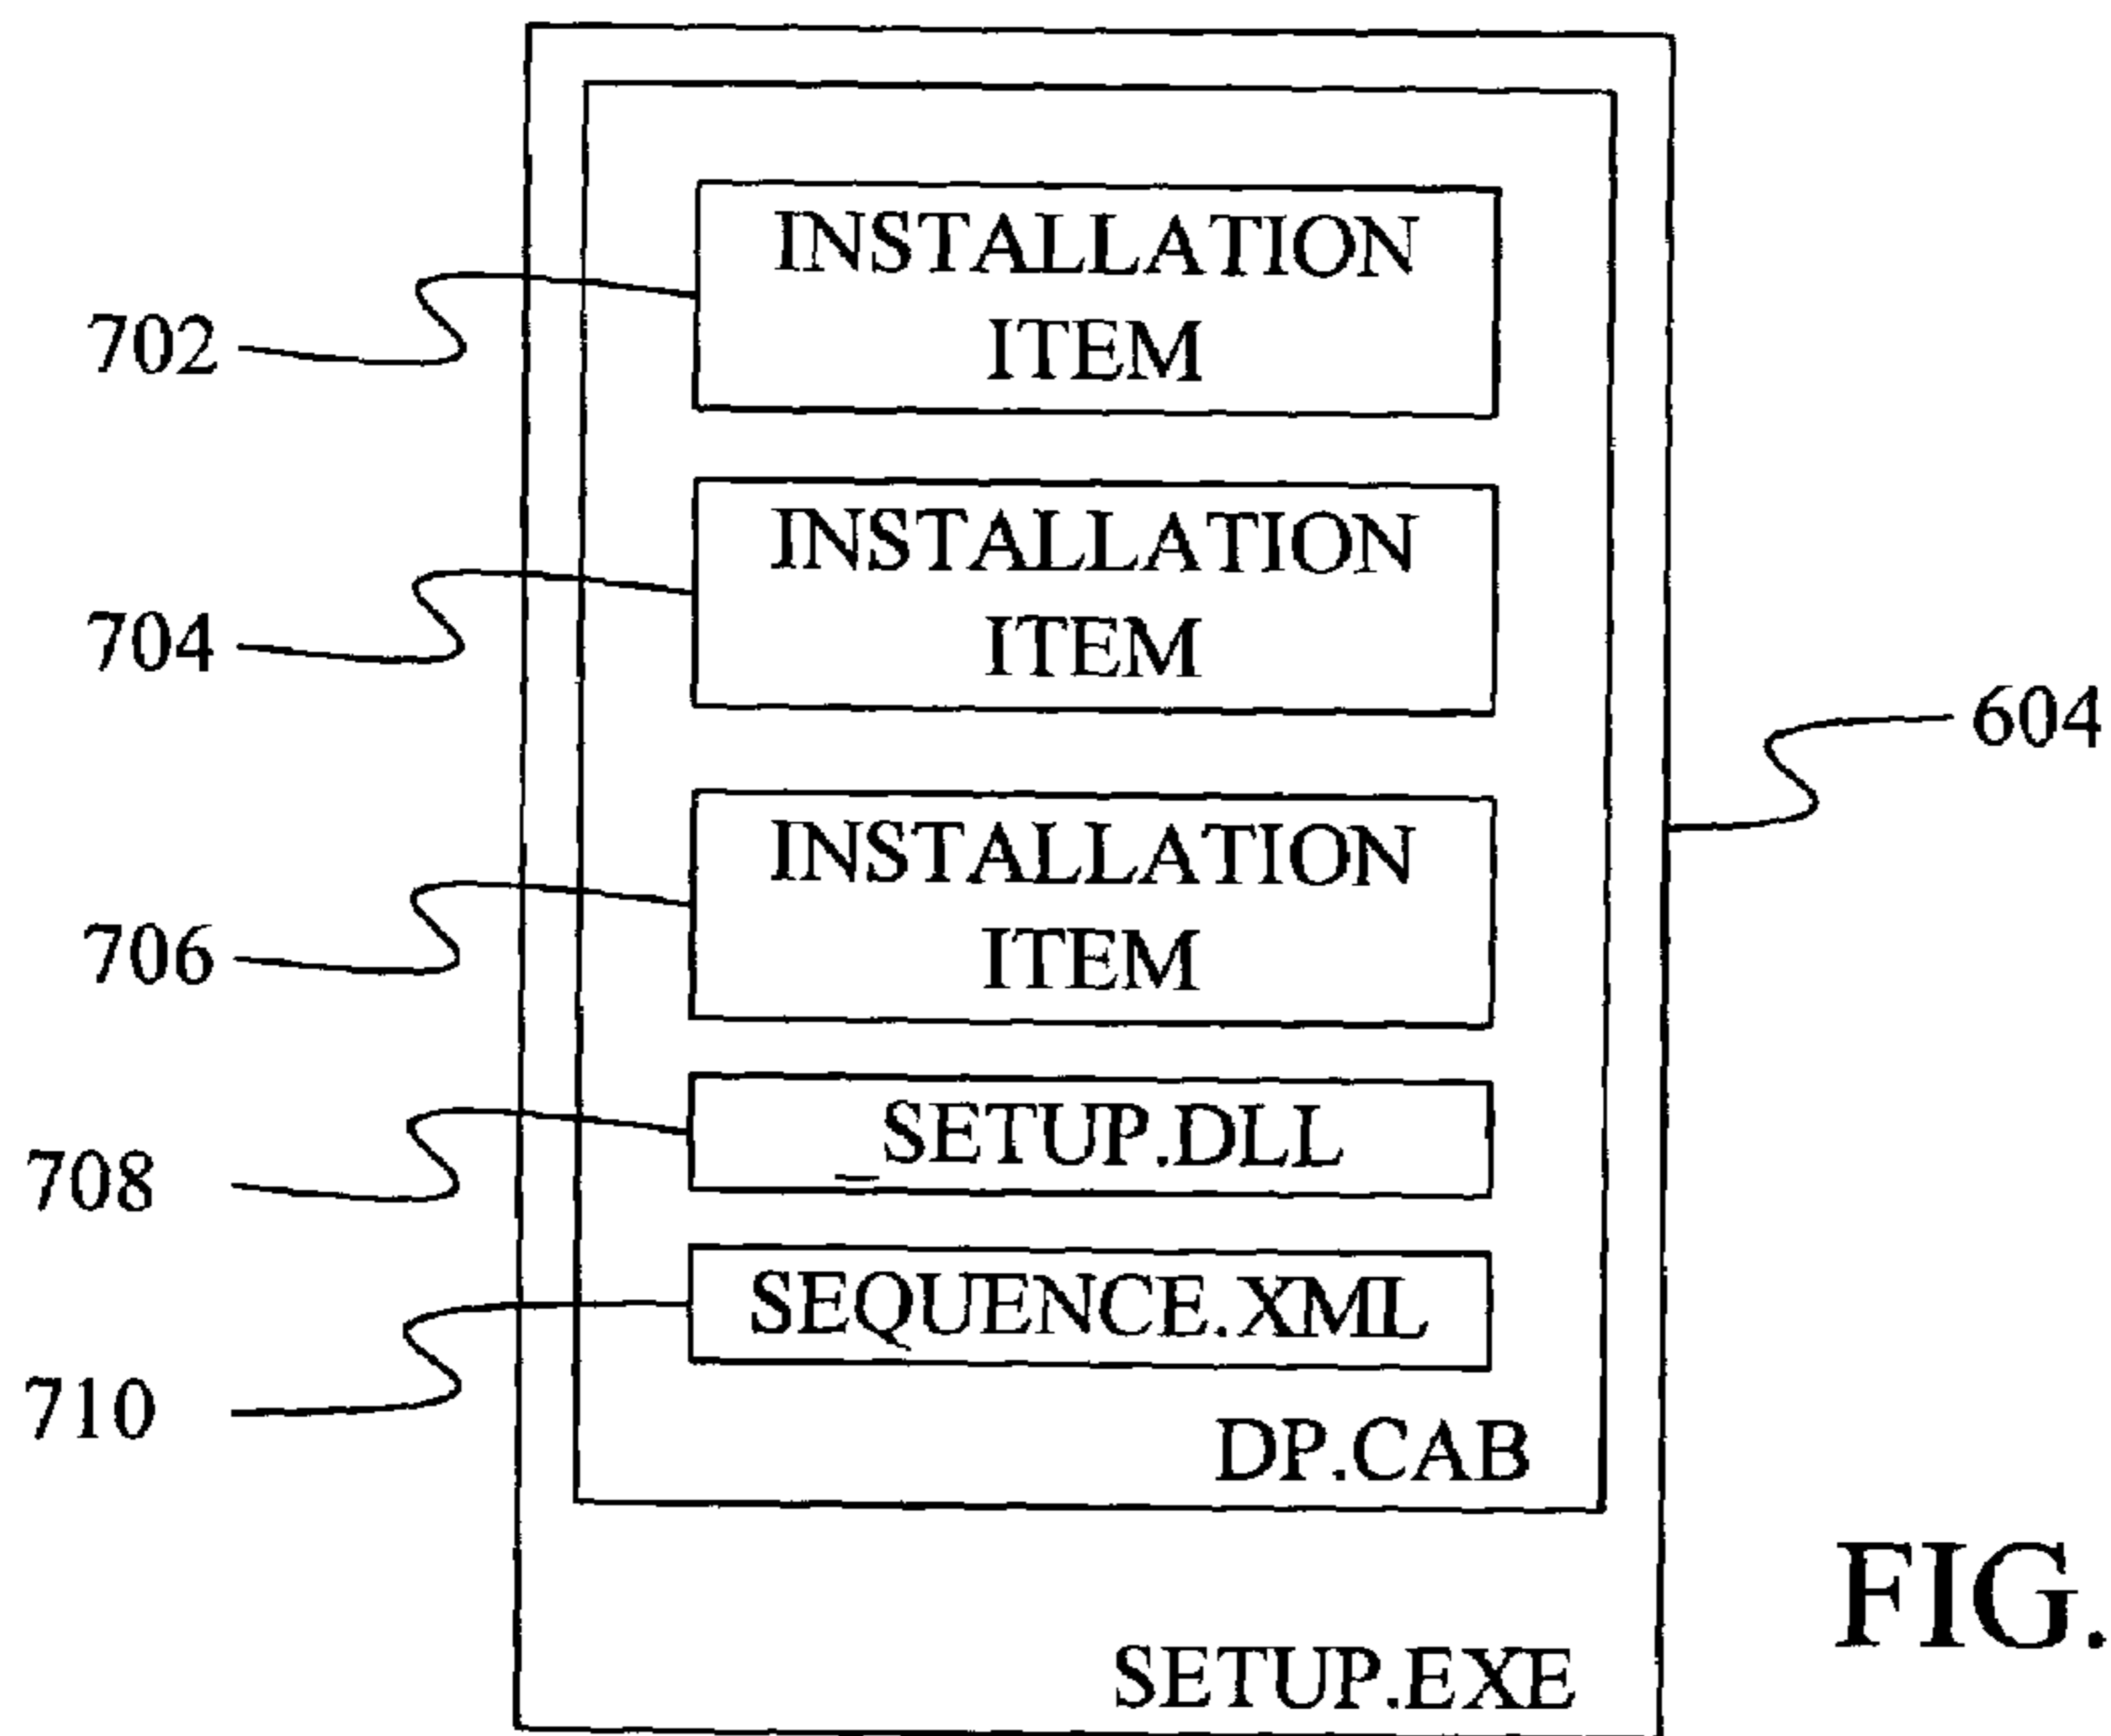 INSTALLATION
ITEM
702
INSTALLATION
ITEM
704
604
INSTALLATION
ITEM
706
_SETUP.DLL
708
SEQUENCE.XML
710
DP.CAB
FIG.
SETUP.EXE